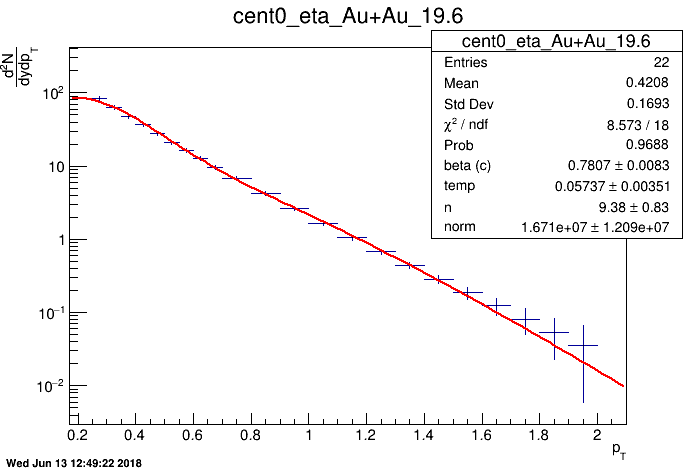 cent0_eta_Au+Au_19.6
d²N
dydp_T
cent0_eta_Au+Au_19.6
Entries 22
Mean 0.4208
Std Dev 0.1693
χ² / ndf 8.573 / 18
Prob 0.9688
beta (c) 0.7807 ± 0.0083
temp 0.05737 ± 0.00351
n 9.38 ± 0.83
norm 1.671e+07 ± 1.209e+07
10²
10
1
10⁻¹
10⁻²
0.2 0.4 0.6 0.8 1 1.2 1.4 1.6 1.8 2
p_T
Wed Jun 13 12:49:22 2018